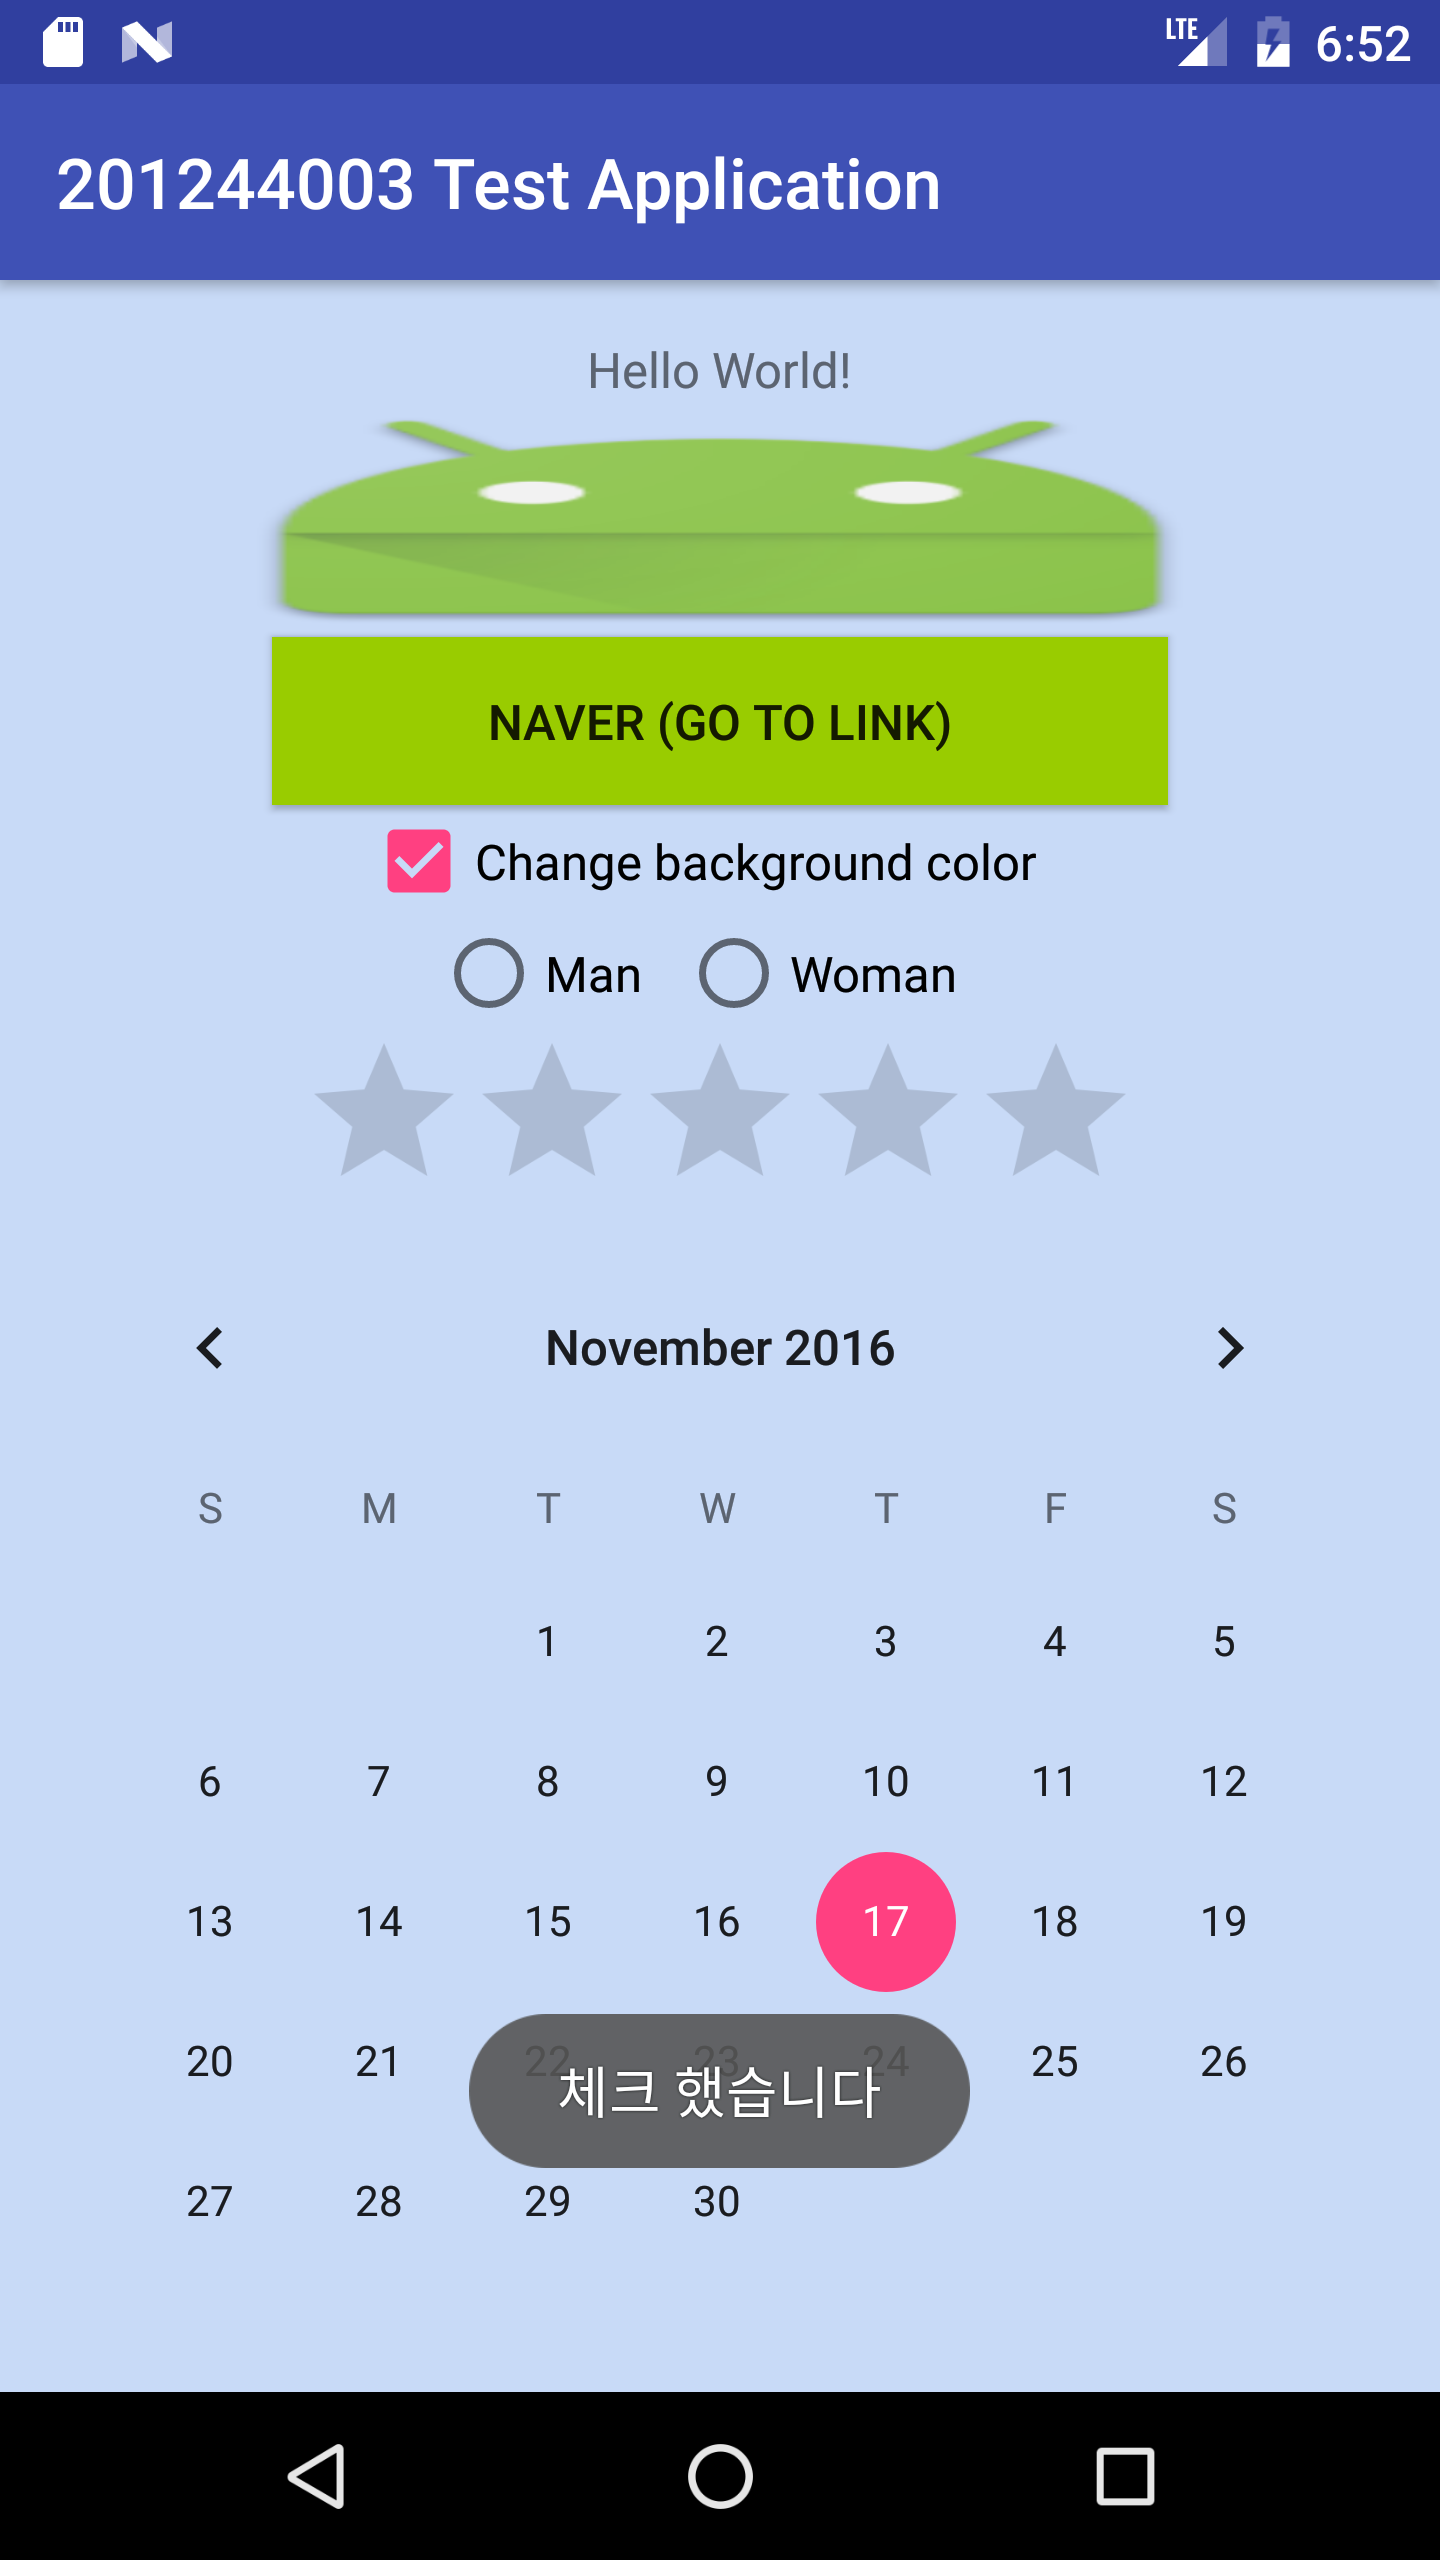 LTE 6:52
201244003 Test Application
Hello World!
NAVER (GO TO LINK)
Change background color
Man Woman
November 2016
S M T W T F S
1 2 3 4 5
6 7 8 9 10 11 12
13 14 15 16 17 18 19
20 21 22 23 24 25 26
체크 했습니다
27 28 29 30